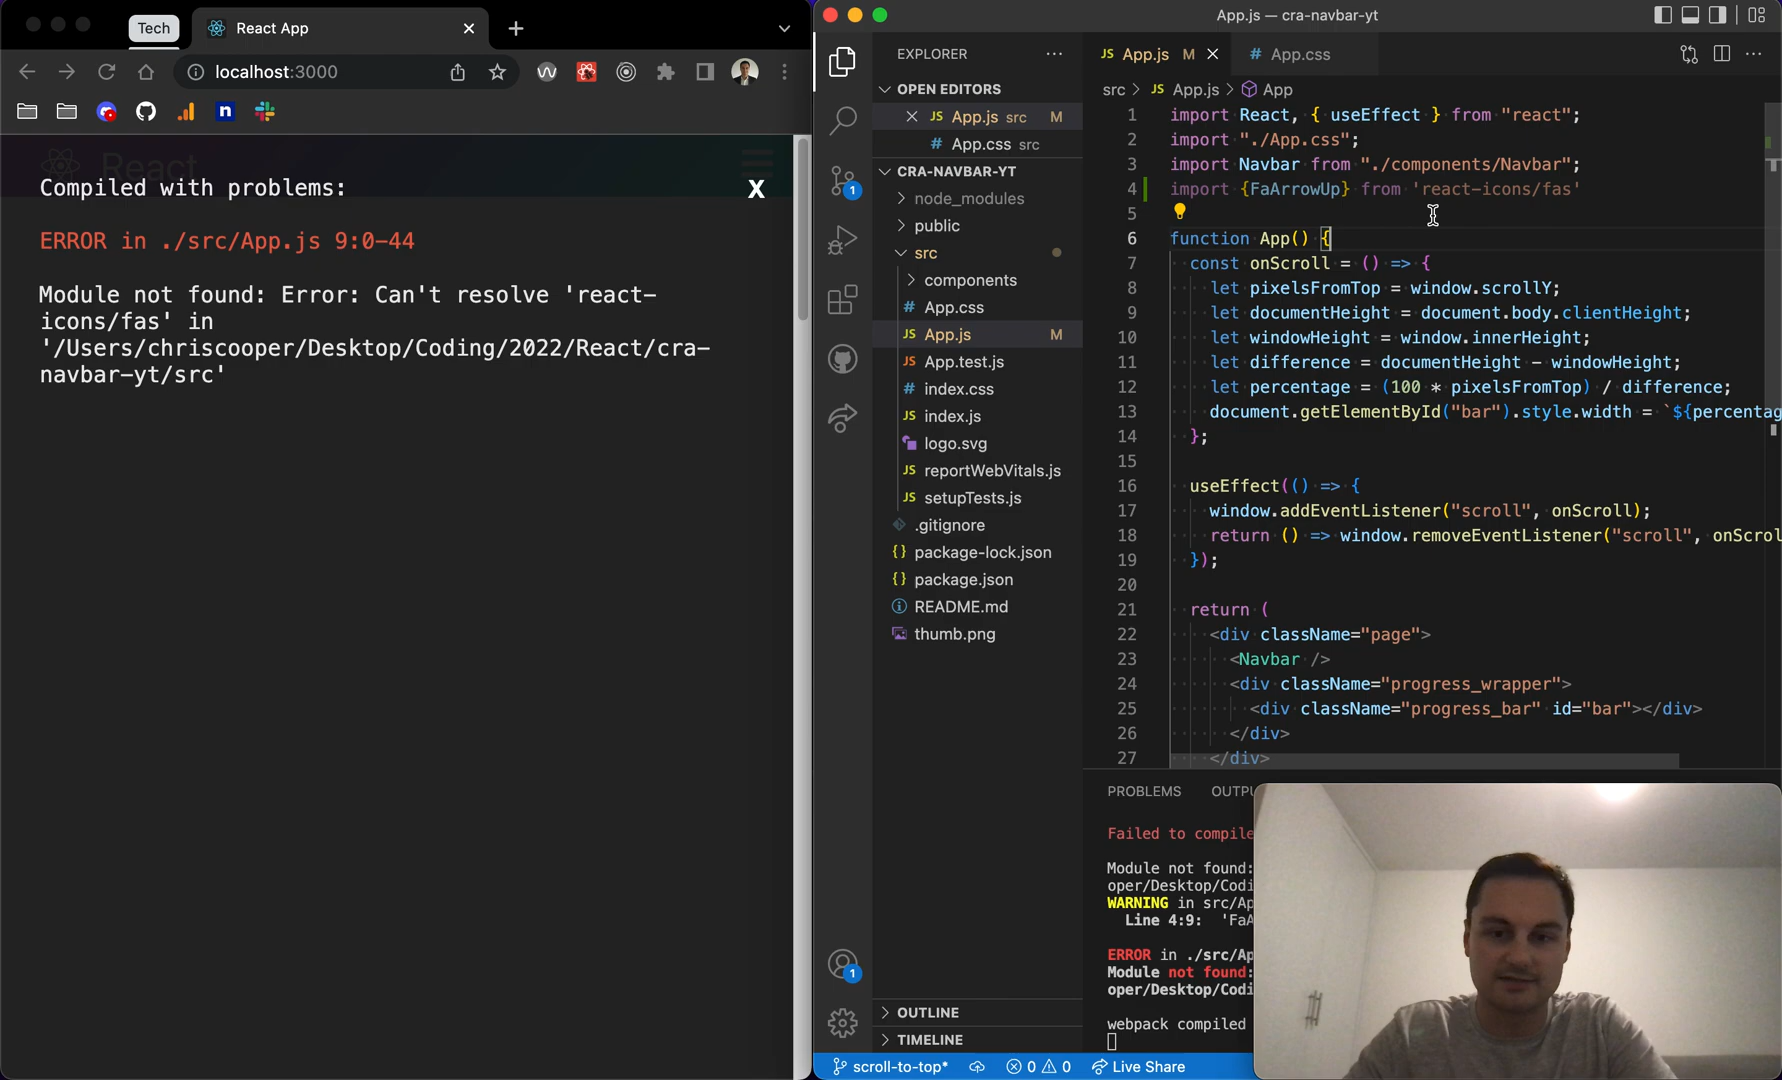 Tech
React App
localhost:3000
React
Compiled with problems:
X
ERROR in ./src/App.js 9:0-44
Module not found: Error: Can't resolve 'react-
icons/fas' in
'/Users/chriscooper/Desktop/Coding/2022/React/cra-
navbar-yt/src'
App.js — cra-navbar-yt
EXPLORER
OPEN EDITORS
JS App.js src M
# App.css src
CRA-NAVBAR-YT
node_modules
public
src
components
# App.css
JS App.js M
JS App.test.js
# index.css
JS index.js
logo.svg
JS reportWebVitals.js
JS setupTests.js
.gitignore
{} package-lock.json
{} package.json
README.md
thumb.png
OUTLINE
TIMELINE
1
1
JS App.js M
# App.css
src > JS App.js > App
1 import React, { useEffect } from "react";
2 import "./App.css";
3 import Navbar from "./components/Navbar";
4 import {FaArrowUp} from 'react-icons/fas'
5
6 function App() {
7 const onScroll = () => {
8 let pixelsFromTop = window.scrollY;
9 let documentHeight = document.body.clientHeight;
10 let windowHeight = window.innerHeight;
11 let difference = documentHeight - windowHeight;
12 let percentage = (100 * pixelsFromTop) / difference;
13 document.getElementById("bar").style.width = `${percentag
14 };
15
16 useEffect(() => {
17 window.addEventListener("scroll", onScroll);
18 return () => window.removeEventListener("scroll", onScrol
19 });
20
21 return (
22 <div className="page">
23 <Navbar />
24 <div className="progress_wrapper">
25 <div className="progress_bar" id="bar"></div>
26 </div>
27 </div>
PROBLEMS OUTPU
Failed to compile
Module not found:
oper/Desktop/Codi
WARNING in src/Ap
Line 4:9: 'FaA
ERROR in ./src/Ap
Module not found:
oper/Desktop/Codi
webpack compiled
scroll-to-top* 0 0 Live Share